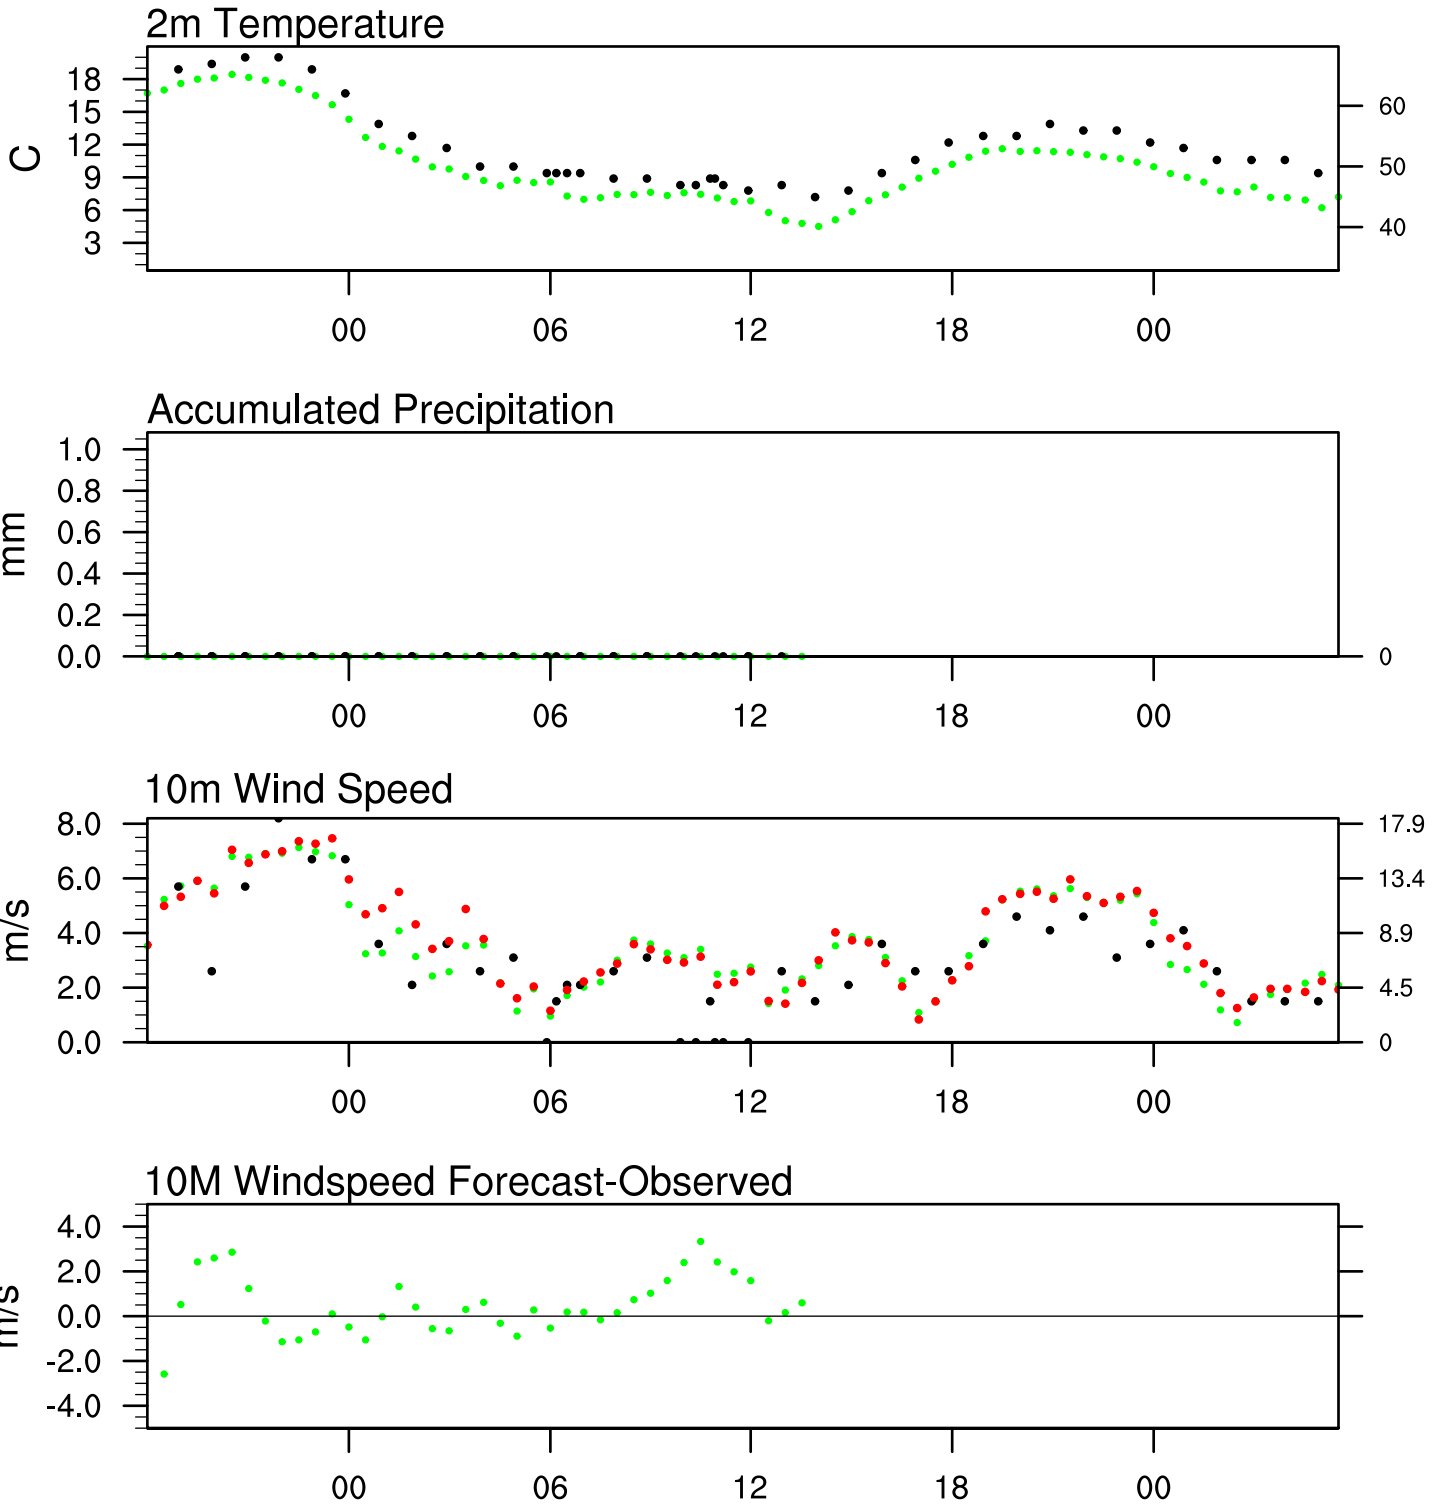 2m Temperature
18
15
12
9
6
3
C
60
50
40
00 06 12 18 00
Accumulated Precipitation
1.0
0.8
0.6
0.4
0.2
0.0
mm
0
00 06 12 18 00
10m Wind Speed
8.0
6.0
4.0
2.0
0.0
m/s
17.9
13.4
8.9
4.5
0
00 06 12 18 00
10M Windspeed Forecast-Observed
4.0
2.0
0.0
-2.0
-4.0
m/s
00 06 12 18 00